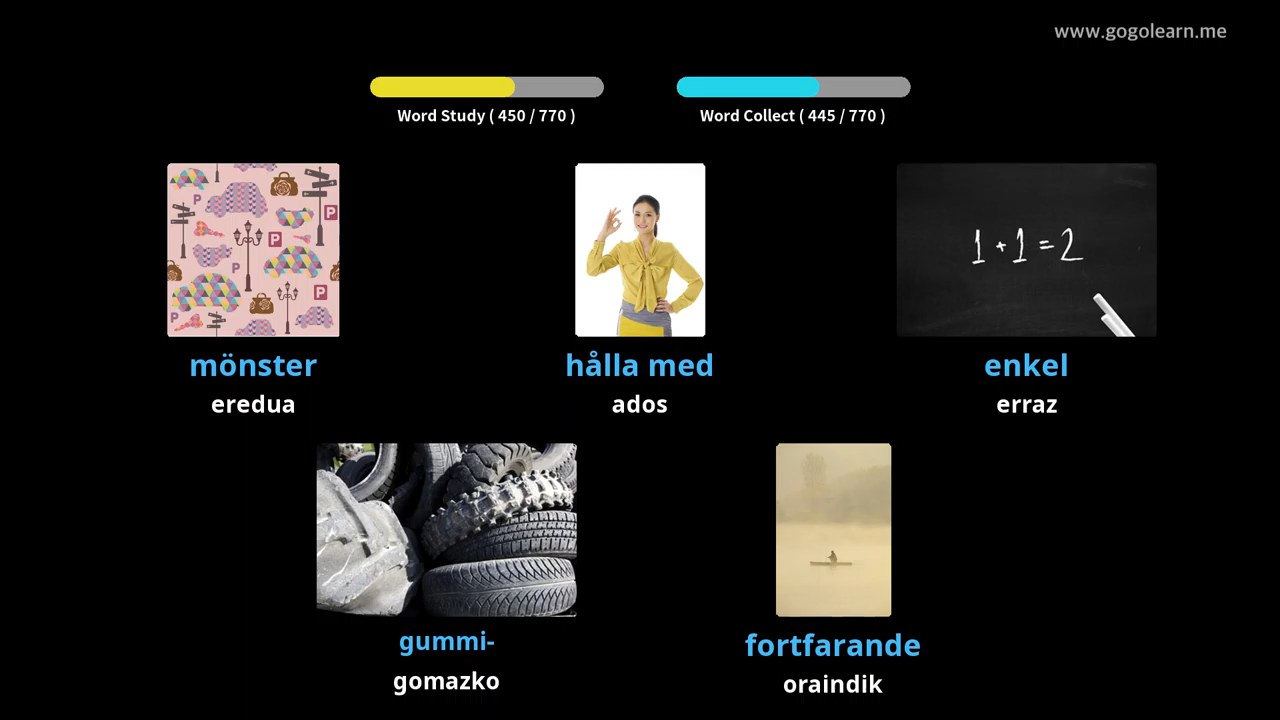 www.gogolearn.me
Word Study ( 450 / 770 )
Word Collect ( 445 / 770 )
P
P
P
P
P
P
1 + 1 = 2
mönster
hålla med
enkel
eredua
ados
erraz
gummi-
fortfarande
gomazko
oraindik